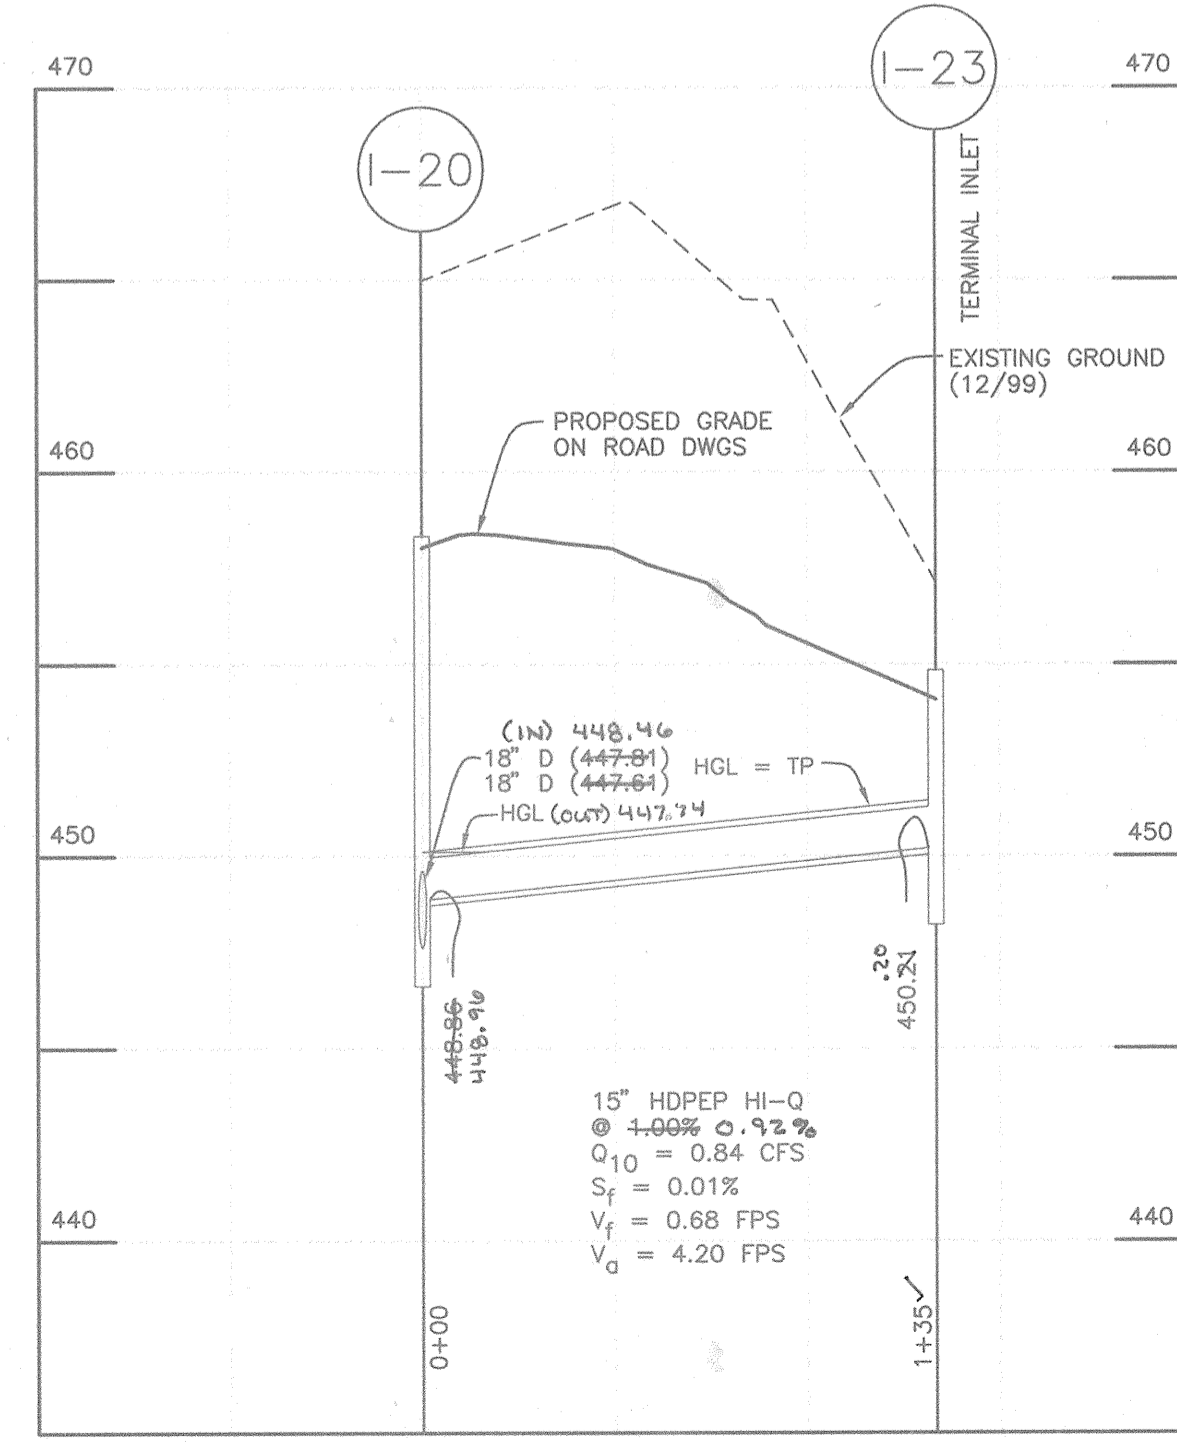 I-23
470
470
I-20
TERMINAL INLET
EXISTING GROUND
(12/99)
PROPOSED GRADE
ON ROAD DWGS
460
460
(IN) 448.46
18" D (447.81)
18" D (447.61)
HGL = TP
HGL (OUT) 447.74
450
450
.20
450.21
448.86
448.96
15" HDPEP HI-Q
@ 1.00% 0.92%
Q10 = 0.84 CFS
Sf = 0.01%
Vf = 0.68 FPS
Va = 4.20 FPS
440
440
0+00
1+35